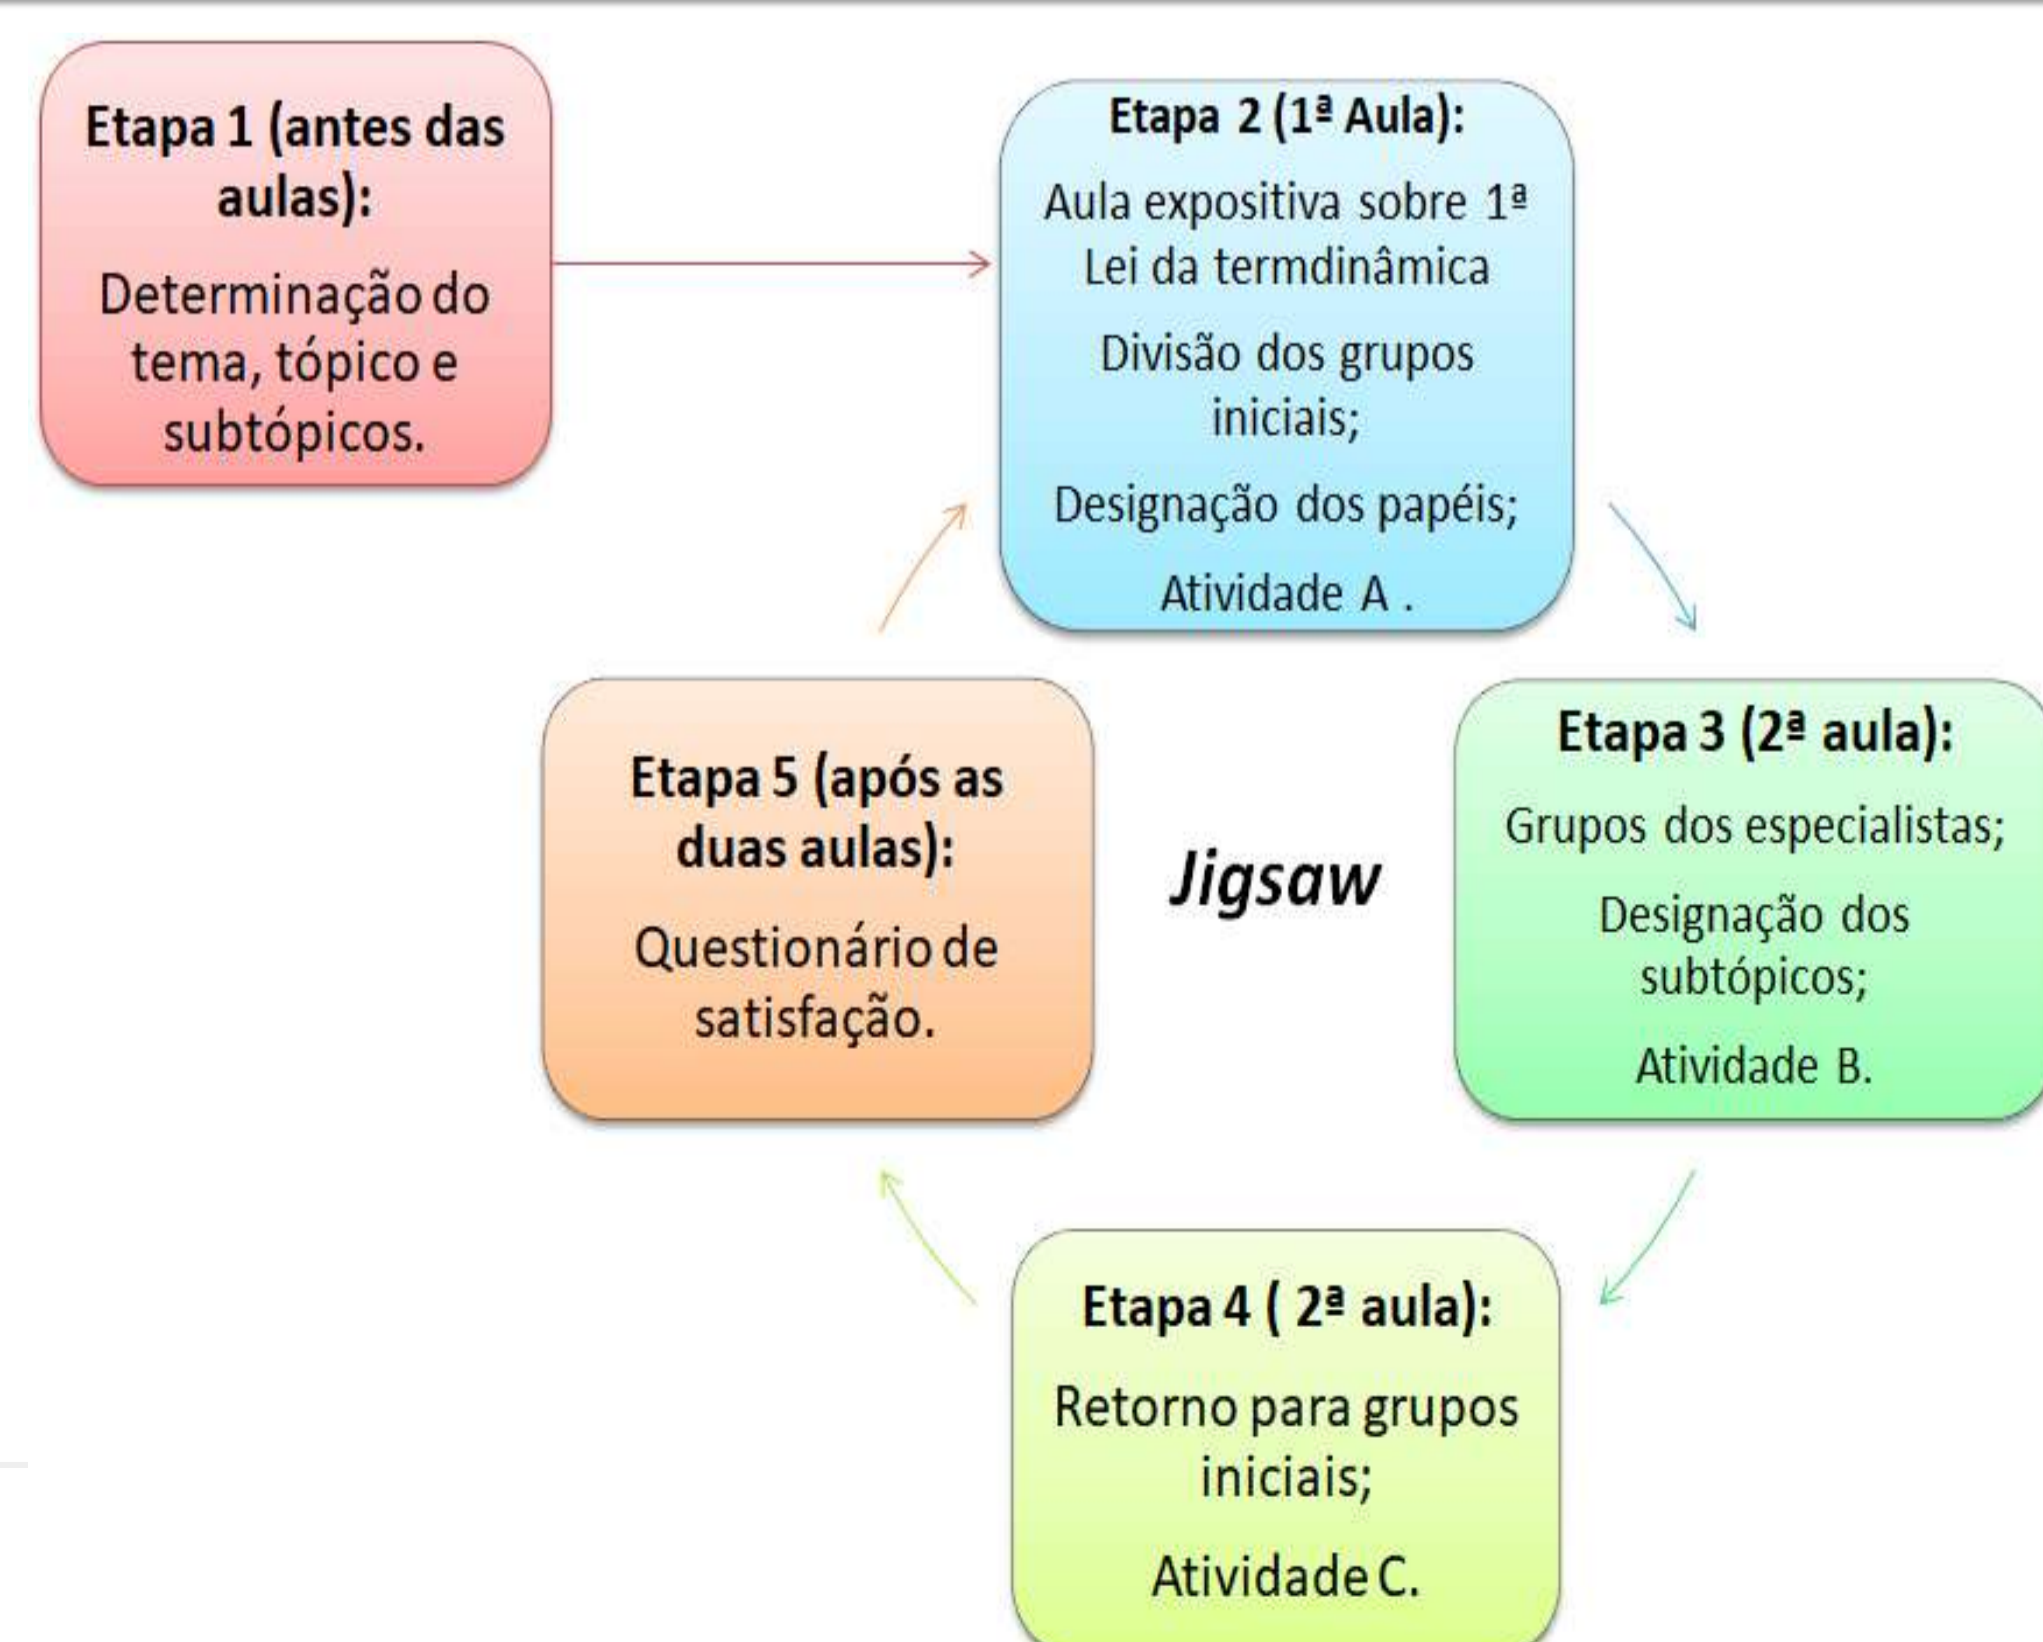 Etapa 1 (antes das
aulas):
Determinação do
tema, tópico e
subtópicos.
Etapa 2 (1ª Aula):
Aula expositiva sobre 1ª
Lei da termdinâmica
Divisão dos grupos
iniciais;
Designação dos papéis;
Atividade A .
Etapa 3 (2ª aula):
Grupos dos especialistas;
Designação dos
subtópicos;
Atividade B.
Etapa 4 ( 2ª aula):
Retorno para grupos
iniciais;
Atividade C.
Etapa 5 (após as
duas aulas):
Questionário de
satisfação.
Jigsaw